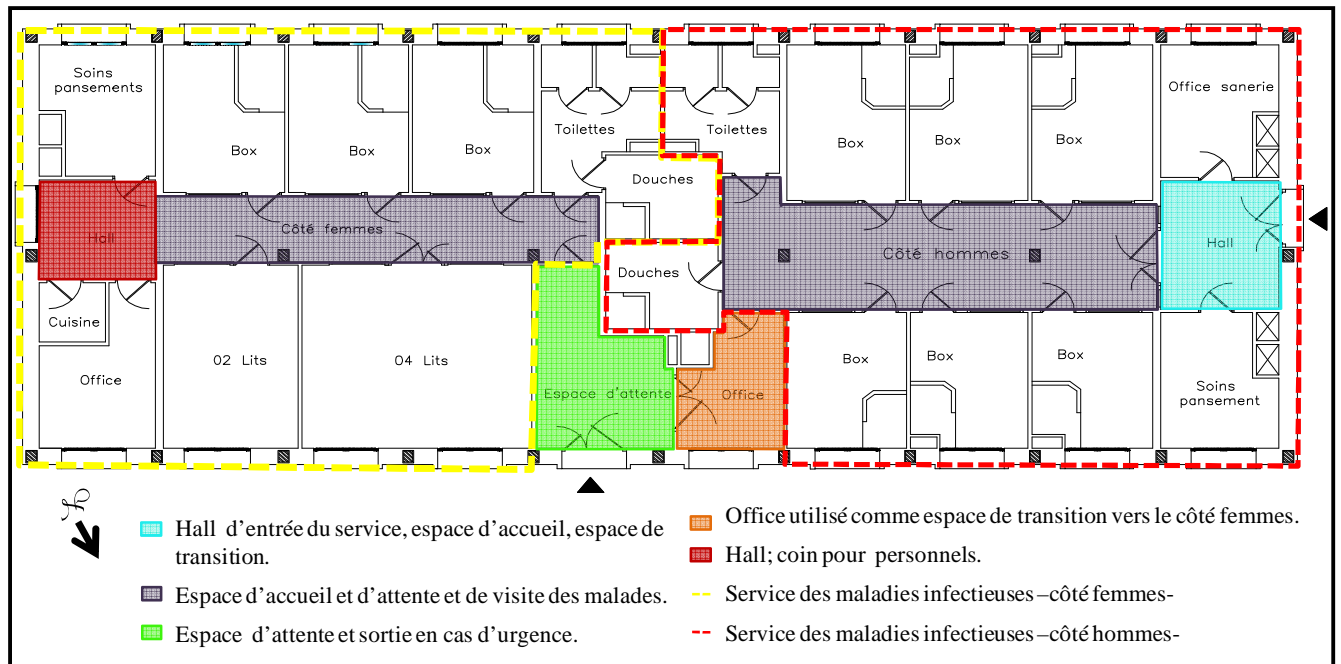 Soins
pansements
Box
Box
Box
Toilettes
Toilettes
Box
Box
Box
Office sanerie
Douches
Hall
Côté femmes
Douches
Côté hommes
Hall
Cuisine
Office
02 Lits
04 Lits
Espace d'attente
Office
Box
Box
Box
Soins
pansement
Hall d'entrée du service, espace d'accueil, espace de
transition.
Espace d'accueil et d'attente et de visite des malades.
Espace d'attente et sortie en cas d'urgence.
Office utilisé comme espace de transition vers le côté femmes.
Hall; coin pour personnels.
Service des maladies infectieuses –côté femmes-
Service des maladies infectieuses –côté hommes-